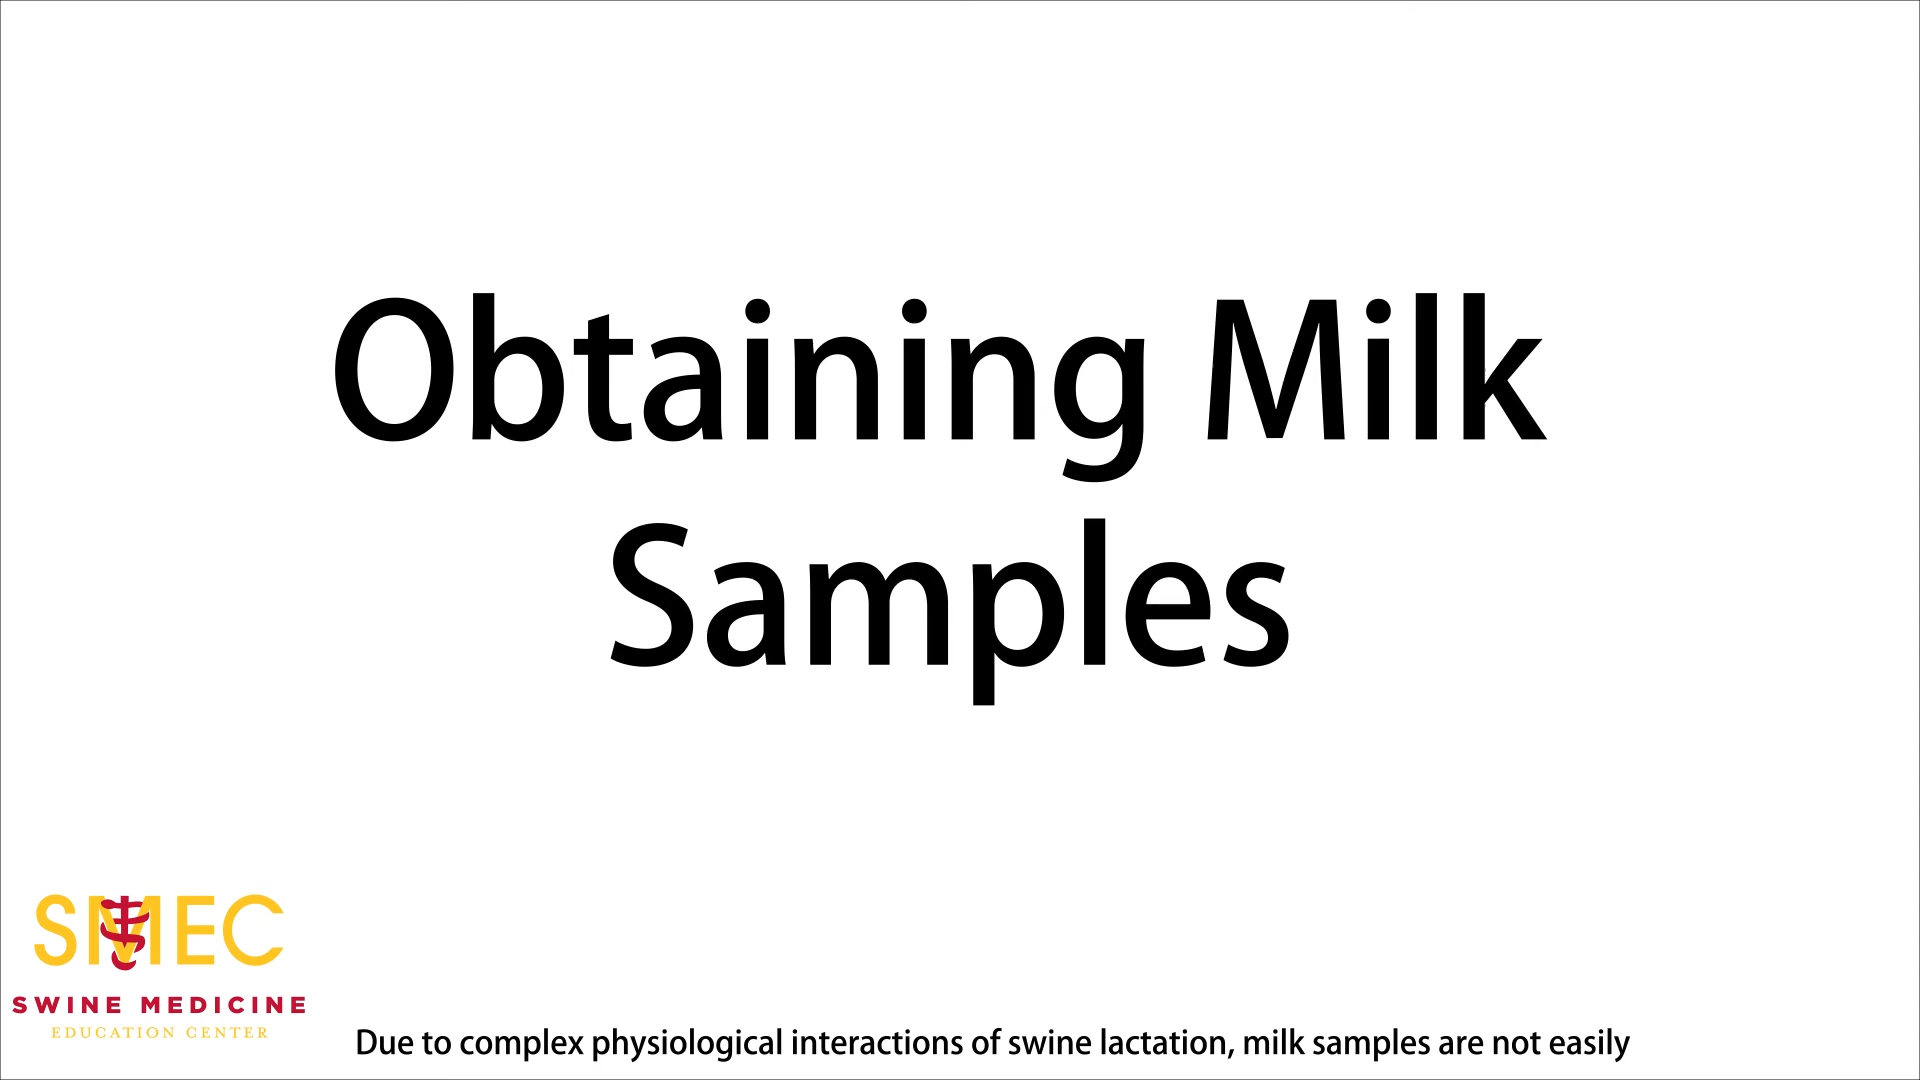 Obtaining Milk
Samples
SMEC
SWINE MEDICINE
EDUCATION CENTER
Due to complex physiological interactions of swine lactation, milk samples are not easily